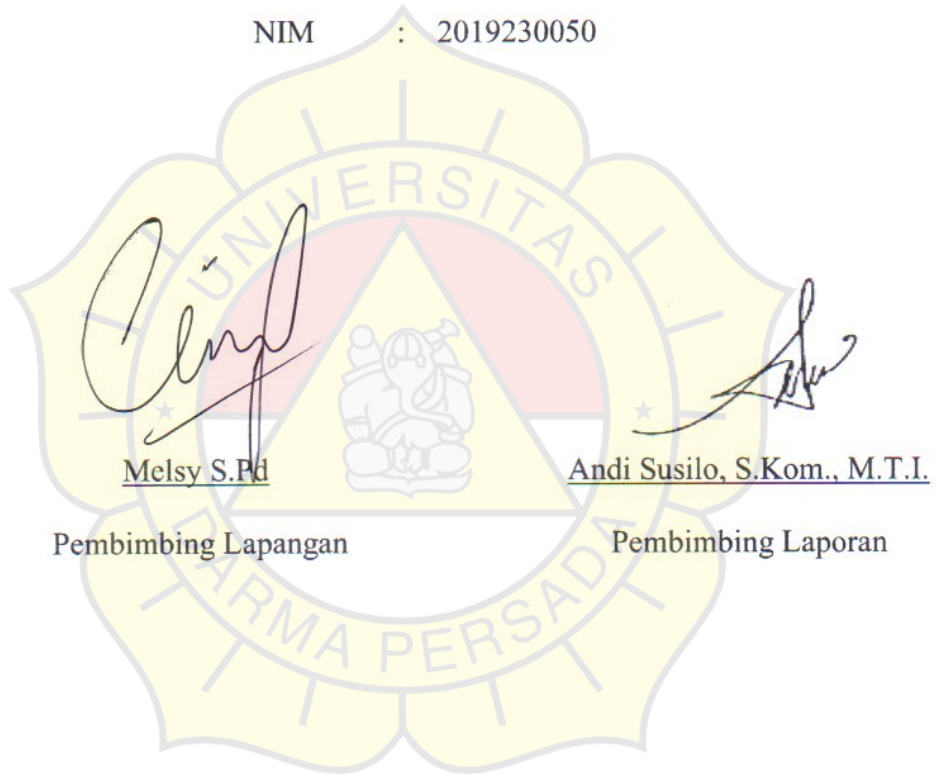 NIM : 2019230050
UNIVERSITAS
Melsy S.Pd
Andi Susilo, S.Kom., M.T.I.
Pembimbing Lapangan
Pembimbing Laporan
DARMA PERSADA